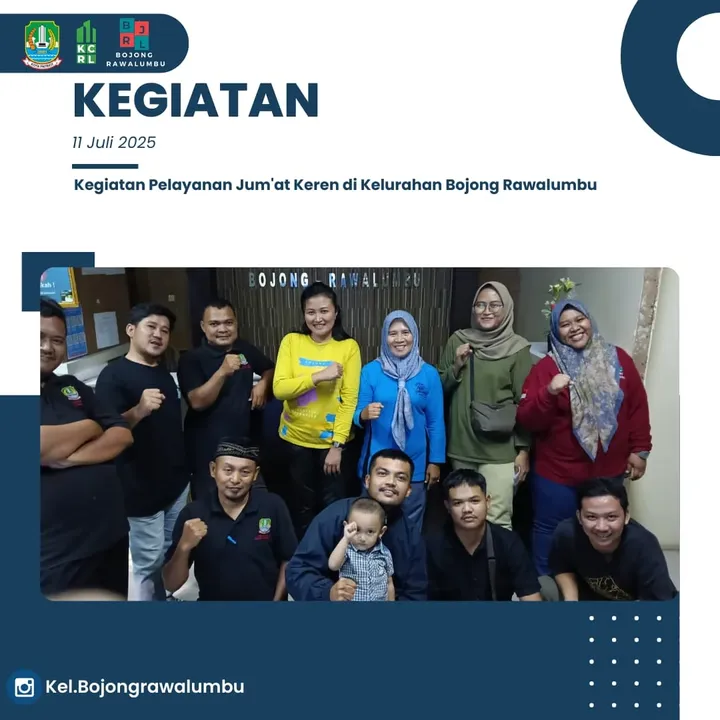 KCRL
BRJL
BOJONG
RAWALUMBU
KEGIATAN
11 Juli 2025
Kegiatan Pelayanan Jum'at Keren di Kelurahan Bojong Rawalumbu
BOJONG - RAWALUMBU
Kel.Bojongrawalumbu